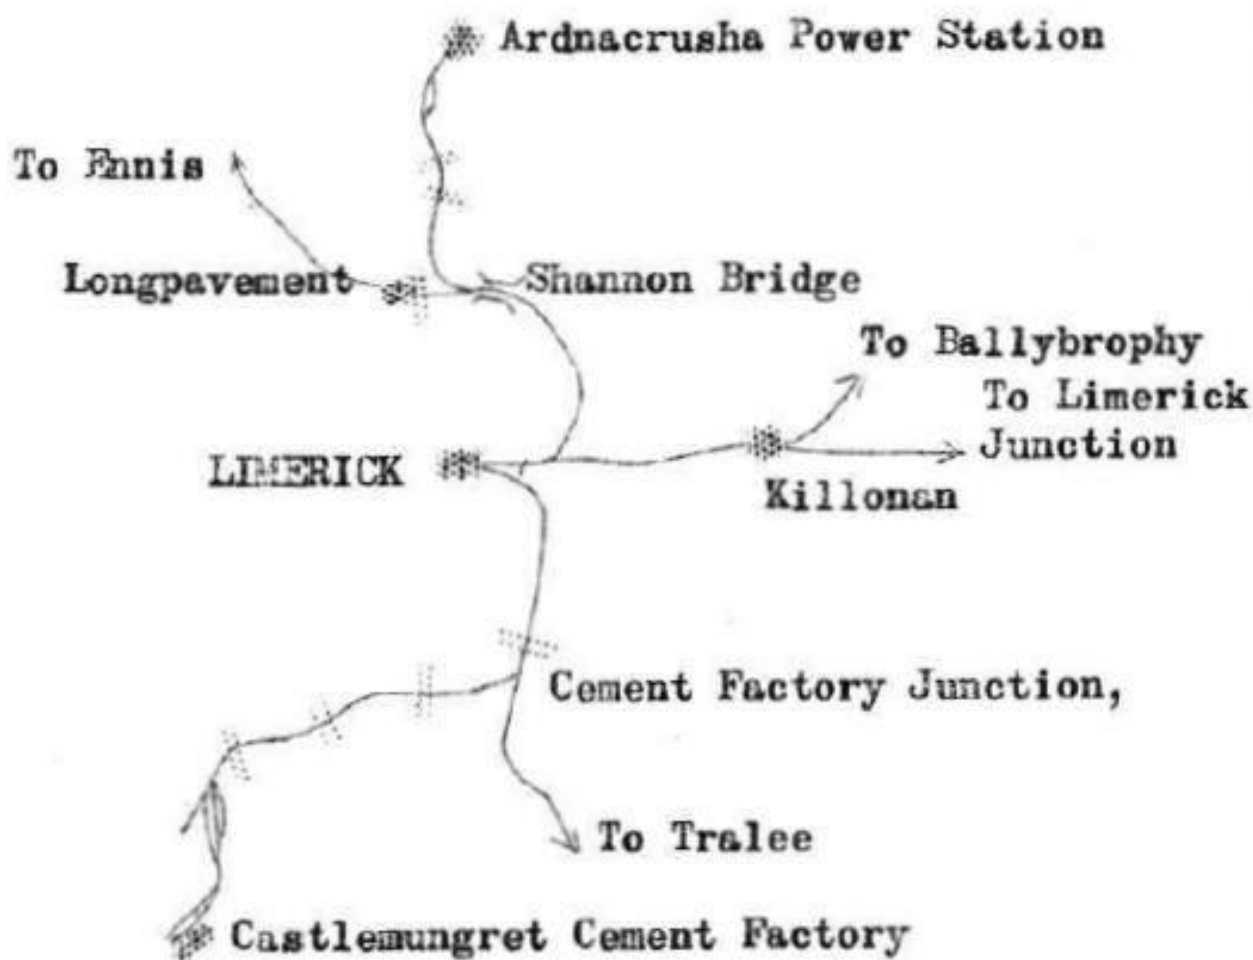 Ardnacrusha Power Station
To Ennis
Longpavement
Shannon Bridge
To Ballybrophy
To Limerick
Junction
LIMERICK
Killonan
Cement Factory Junction,
To Tralee
Castlemungret Cement Factory